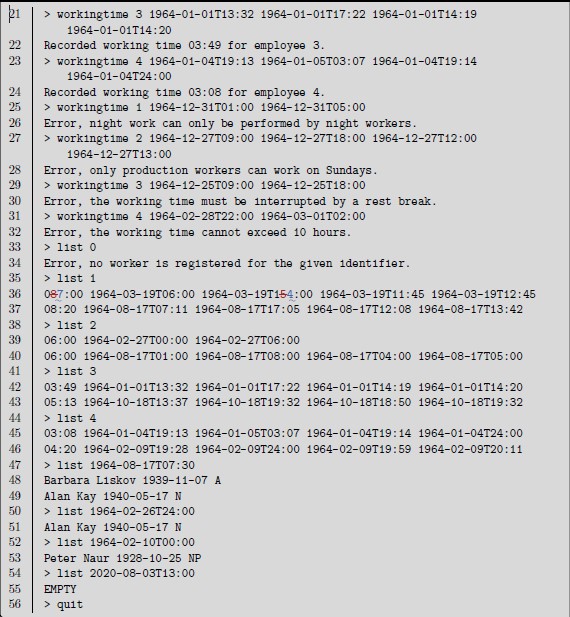 21 > workingtime 3 1964-01-01T13:32 1964-01-01T17:22 1964-01-01T14:19
1964-01-01T14:20
22 Recorded working time 03:49 for employee 3.
23 > workingtime 4 1964-01-04T19:13 1964-01-05T03:07 1964-01-04T19:14
1964-01-04T24:00
24 Recorded working time 03:08 for employee 4.
25 > workingtime 1 1964-12-31T01:00 1964-12-31T05:00
26 Error, night work can only be performed by night workers.
27 > workingtime 2 1964-12-27T09:00 1964-12-27T18:00 1964-12-27T12:00
1964-12-27T13:00
28 Error, only production workers can work on Sundays.
29 > workingtime 3 1964-12-25T09:00 1964-12-25T18:00
30 Error, the working time must be interrupted by a rest break.
31 > workingtime 4 1964-02-28T22:00 1964-03-01T02:00
32 Error, the working time cannot exceed 10 hours.
33 > list 0
34 Error, no worker is registered for the given identifier.
35 > list 1
36 087:00 1964-03-19T06:00 1964-03-19T154:00 1964-03-19T11:45 1964-03-19T12:45
37 08:20 1964-08-17T07:11 1964-08-17T17:05 1964-08-17T12:08 1964-08-17T13:42
38 > list 2
39 06:00 1964-02-27T00:00 1964-02-27T06:00
40 06:00 1964-08-17T01:00 1964-08-17T08:00 1964-08-17T04:00 1964-08-17T05:00
41 > list 3
42 03:49 1964-01-01T13:32 1964-01-01T17:22 1964-01-01T14:19 1964-01-01T14:20
43 05:13 1964-10-18T13:37 1964-10-18T19:32 1964-10-18T18:50 1964-10-18T19:32
44 > list 4
45 03:08 1964-01-04T19:13 1964-01-05T03:07 1964-01-04T19:14 1964-01-04T24:00
46 04:20 1964-02-09T19:28 1964-02-09T24:00 1964-02-09T19:59 1964-02-09T20:11
47 > list 1964-08-17T07:30
48 Barbara Liskov 1939-11-07 A
49 Alan Kay 1940-05-17 N
50 > list 1964-02-26T24:00
51 Alan Kay 1940-05-17 N
52 > list 1964-02-10T00:00
53 Peter Naur 1928-10-25 NP
54 > list 2020-08-03T13:00
55 EMPTY
56 > quit